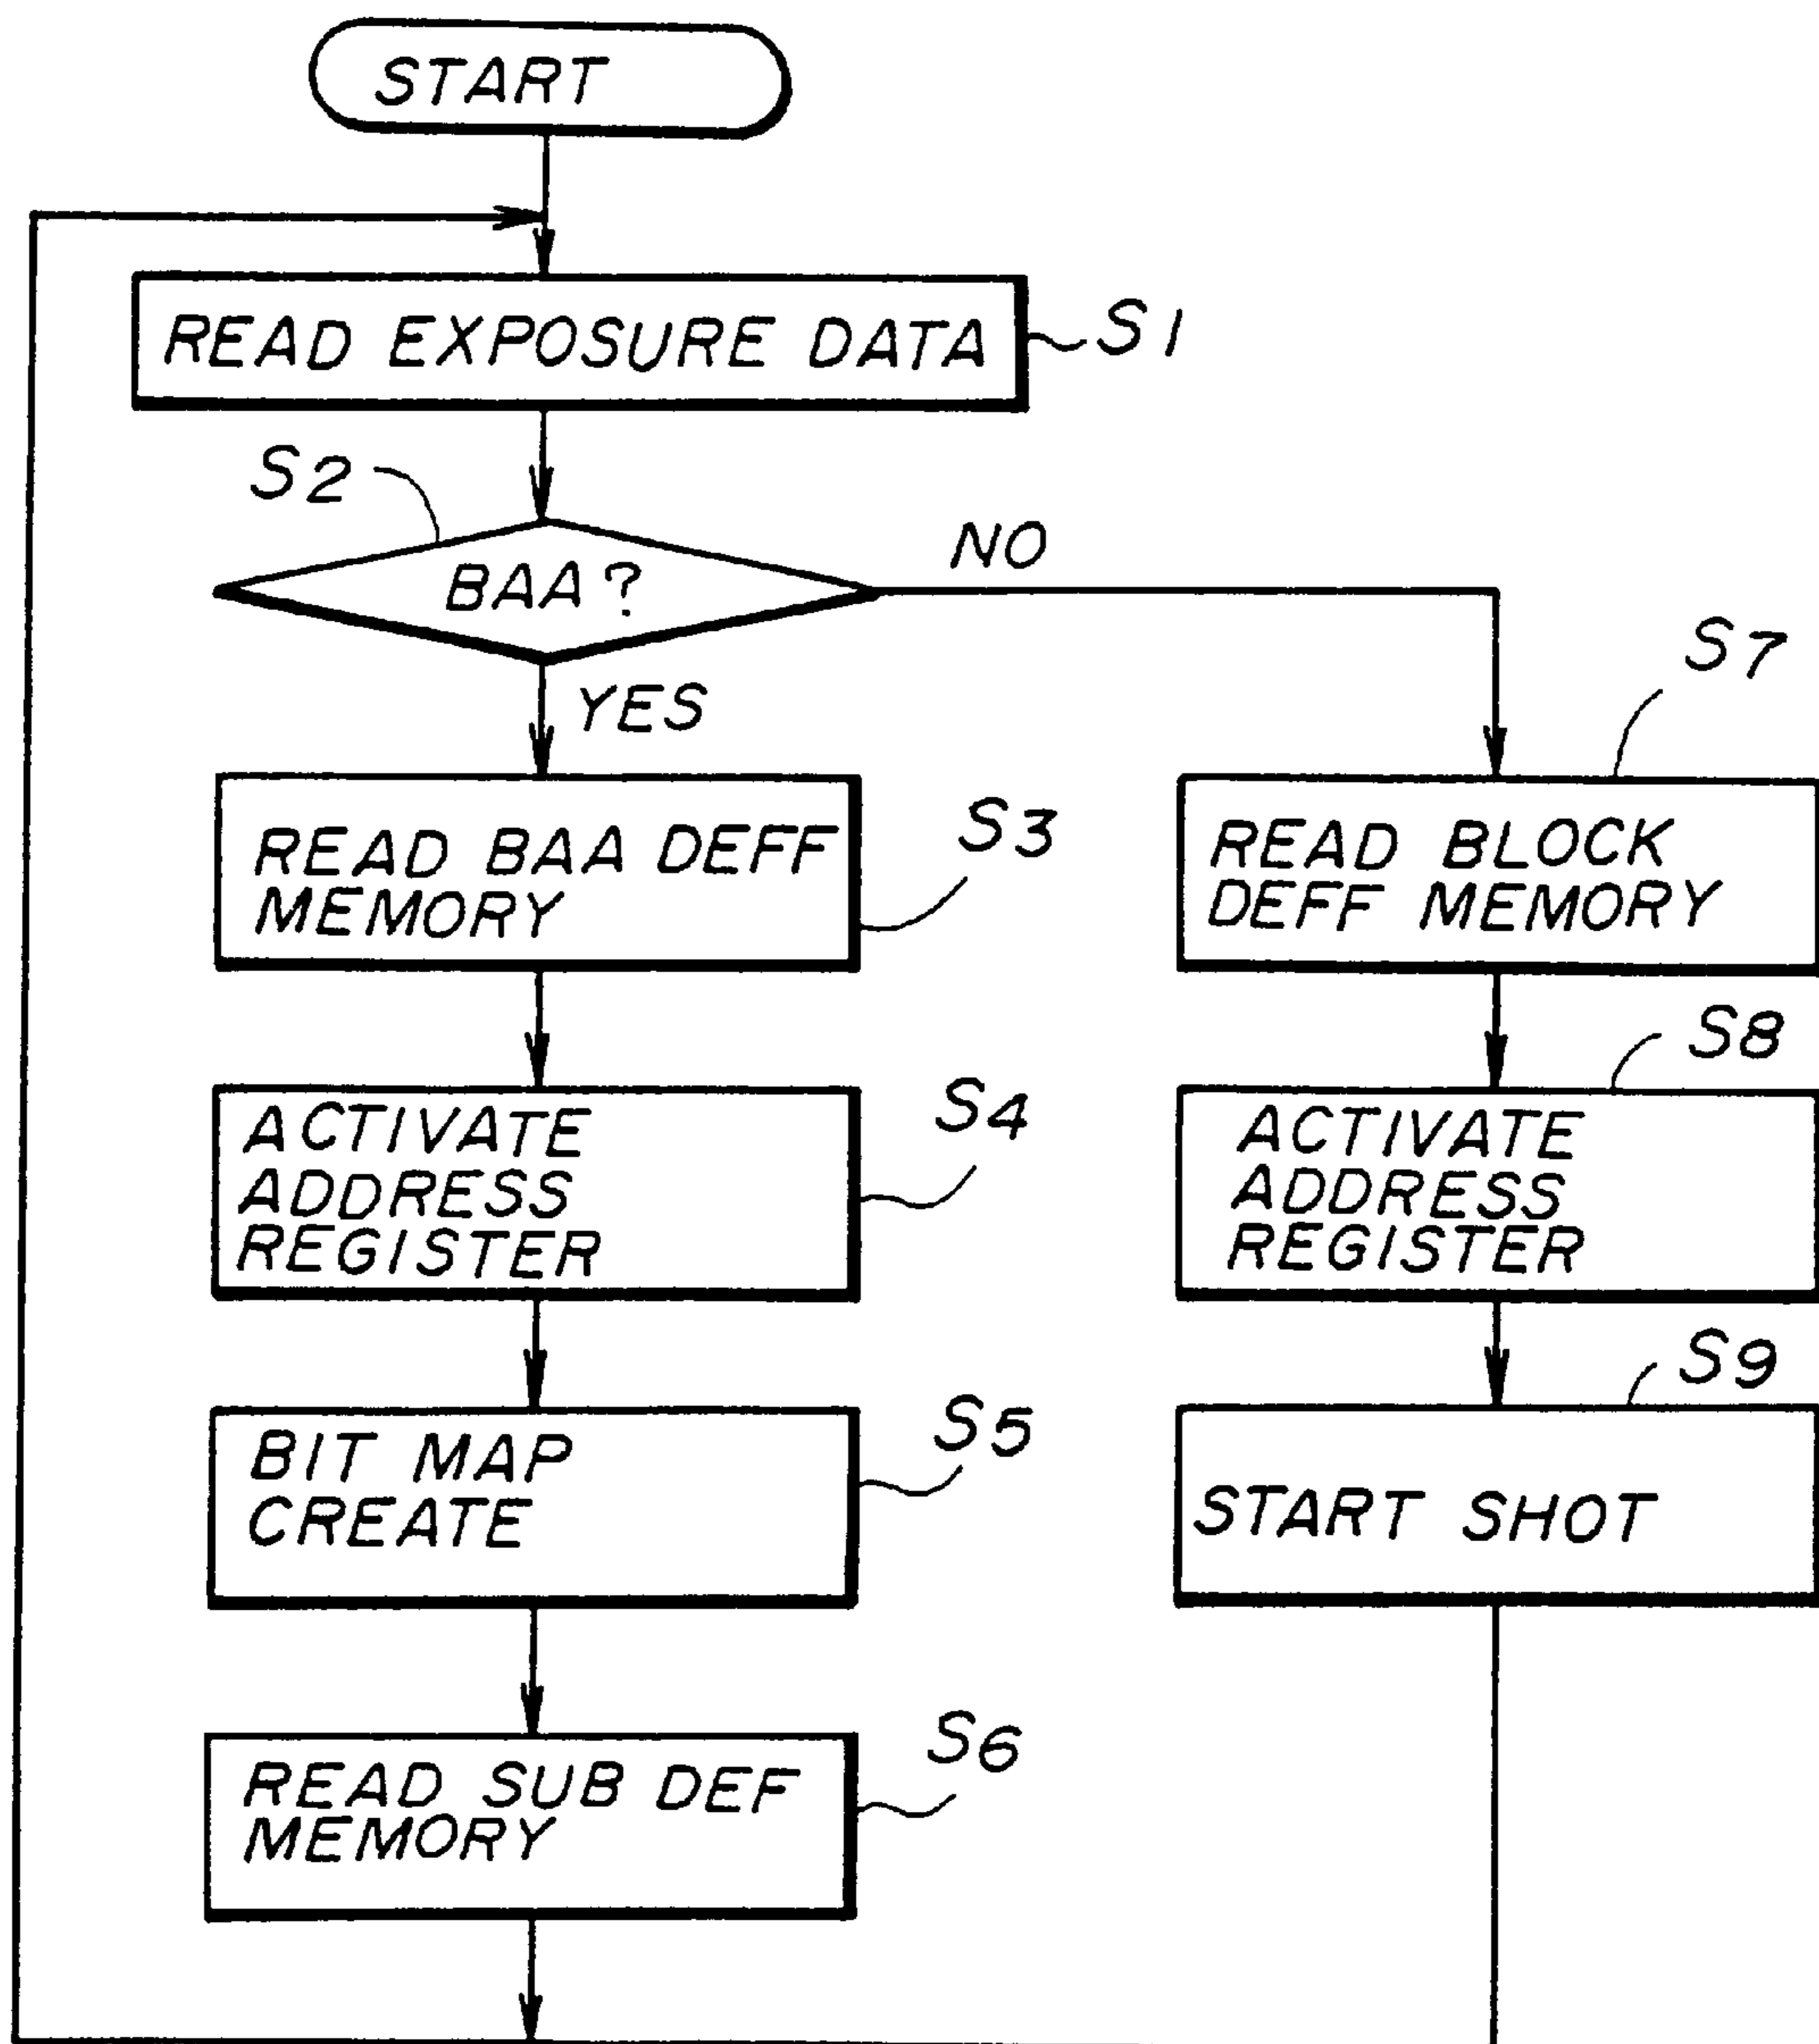 START
READ EXPOSURE DATA
S1
S2
BAA?
NO
YES
S7
READ BAA DEFF
MEMORY
S3
READ BLOCK
DEFF MEMORY
S8
ACTIVATE
ADDRESS
REGISTER
S4
ACTIVATE
ADDRESS
REGISTER
S9
BIT MAP
CREATE
S5
START SHOT
READ SUB DEF
MEMORY
S6